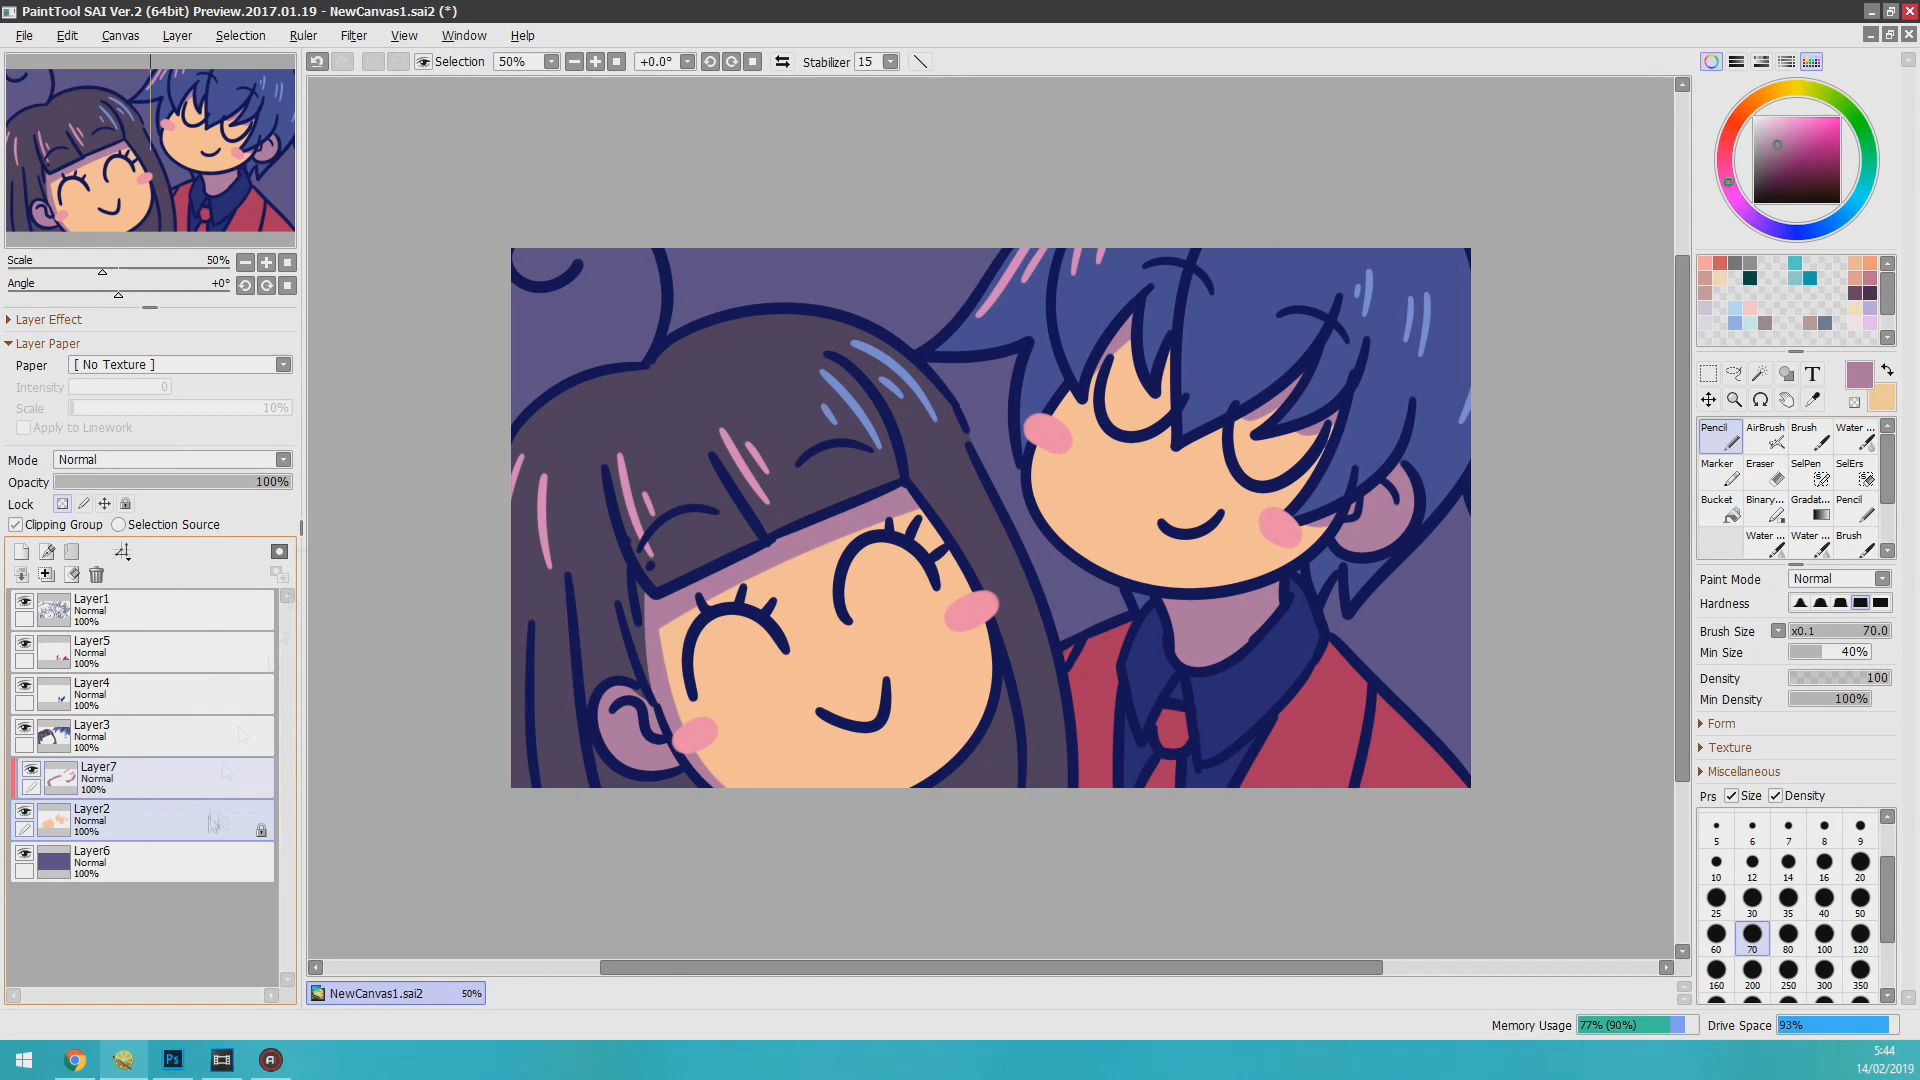 PaintTool SAI Ver.2 (64bit) Preview.2017.01.19 - NewCanvas1.sai2 (*)
File Edit Canvas Layer Selection Ruler Filter View Window Help
Selection 50% +0.0° Stabilizer 15
Scale 50%
Angle +0°
Layer Effect
Layer Paper
Paper [ No Texture ]
Intensity 0
Scale 10%
Apply to Linework
Mode Normal
Opacity 100%
Lock
Clipping Group Selection Source
Layer1
Normal
100%
Layer5
Normal
100%
Layer4
Normal
100%
Layer3
Normal
100%
Layer7
Normal
100%
Layer2
Normal
100%
Layer6
Normal
100%
NewCanvas1.sai2 50%
T
Pencil AirBrush Brush Water ...
Marker Eraser SelPen SelErs
Bucket Binary... Gradat... Pencil
Water ... Water ... Brush
Paint Mode Normal
Hardness
Brush Size x0.1 70.0
Min Size 40%
Density 100
Min Density 100%
Form
Texture
Miscellaneous
Prs Size Density
5 6 7 8 9
10 12 14 16 20
25 30 35 40 50
60 70 80 100 120
160 200 250 300 350
Memory Usage 77% (90%) Drive Space 93%
Ps
5:44
14/02/2019